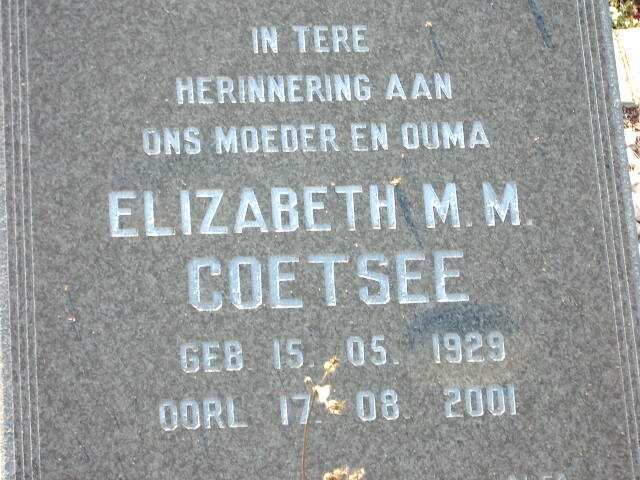 IN TERE
HERINNERING AAN
ONS MOEDER EN OUMA
ELIZABETH M. M.
COETSEE
GEB 15. 05. 1929
OORL 17. 08. 2001